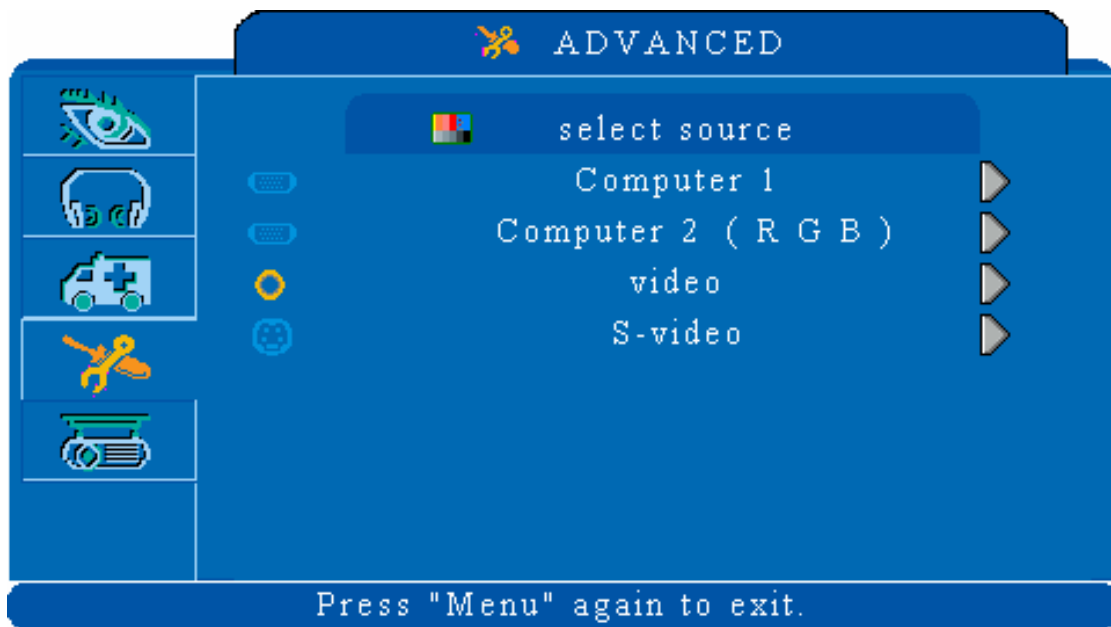 ADVANCED
select source
Computer 1
Computer 2 ( R G B )
video
S-video
Press "Menu" again to exit.